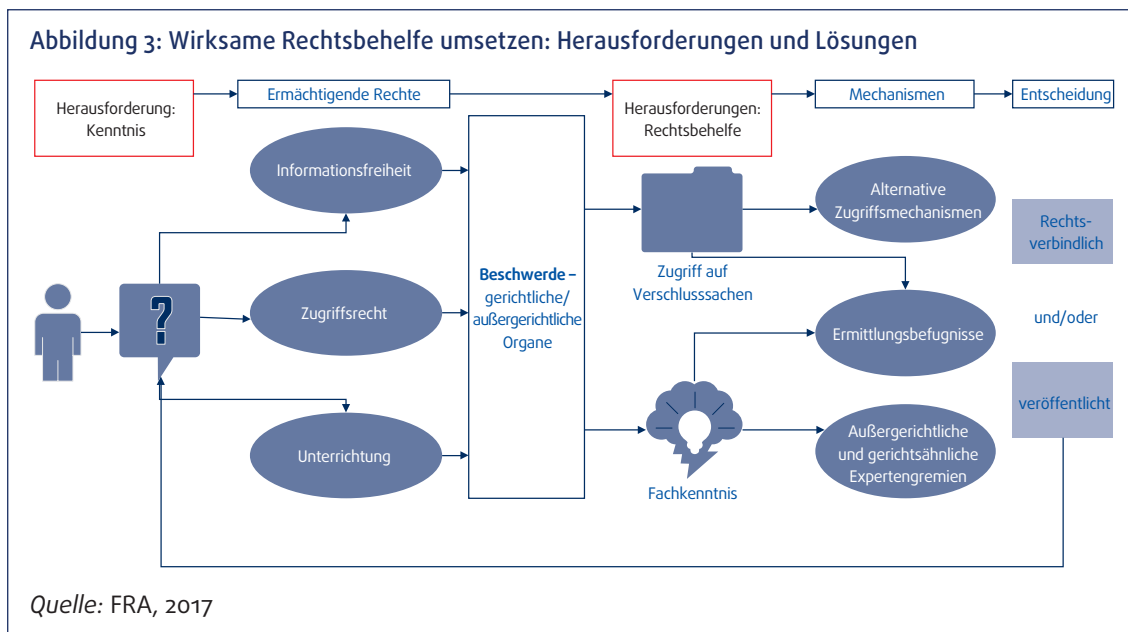 Abbildung 3: Wirksame Rechtsbehelfe umsetzen: Herausforderungen und Lösungen
Herausforderung:
Kenntnis
Ermächtigende Rechte
Herausforderungen:
Rechtsbehelfe
Mechanismen
Entscheidung
Informationsfreiheit
Zugriffsrecht
Unterrichtung
?
Beschwerde –
gerichtliche/
außergerichtliche
Organe
Zugriff auf
Verschlusssachen
Fachkenntnis
Alternative
Zugriffsmechanismen
Ermittlungsbefugnisse
Außergerichtliche
und gerichtsähnliche
Expertengremien
Rechts-
verbindlich
und/oder
veröffentlicht
Quelle: FRA, 2017